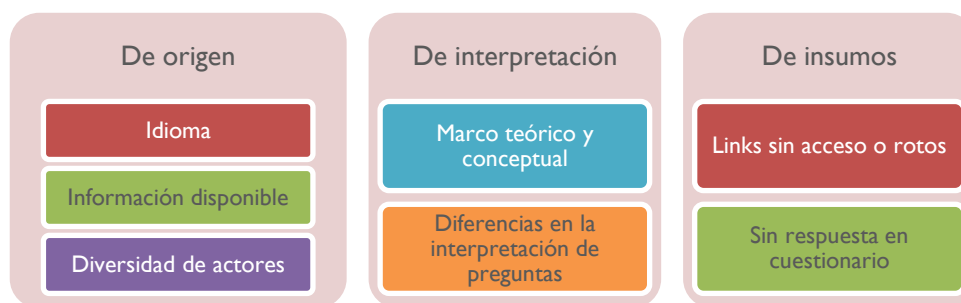 De origen
Idioma
Información disponible
Diversidad de actores
De interpretación
Marco teórico y
conceptual
Diferencias en la
interpretación de
preguntas
De insumos
Links sin acceso o rotos
Sin respuesta en
cuestionario